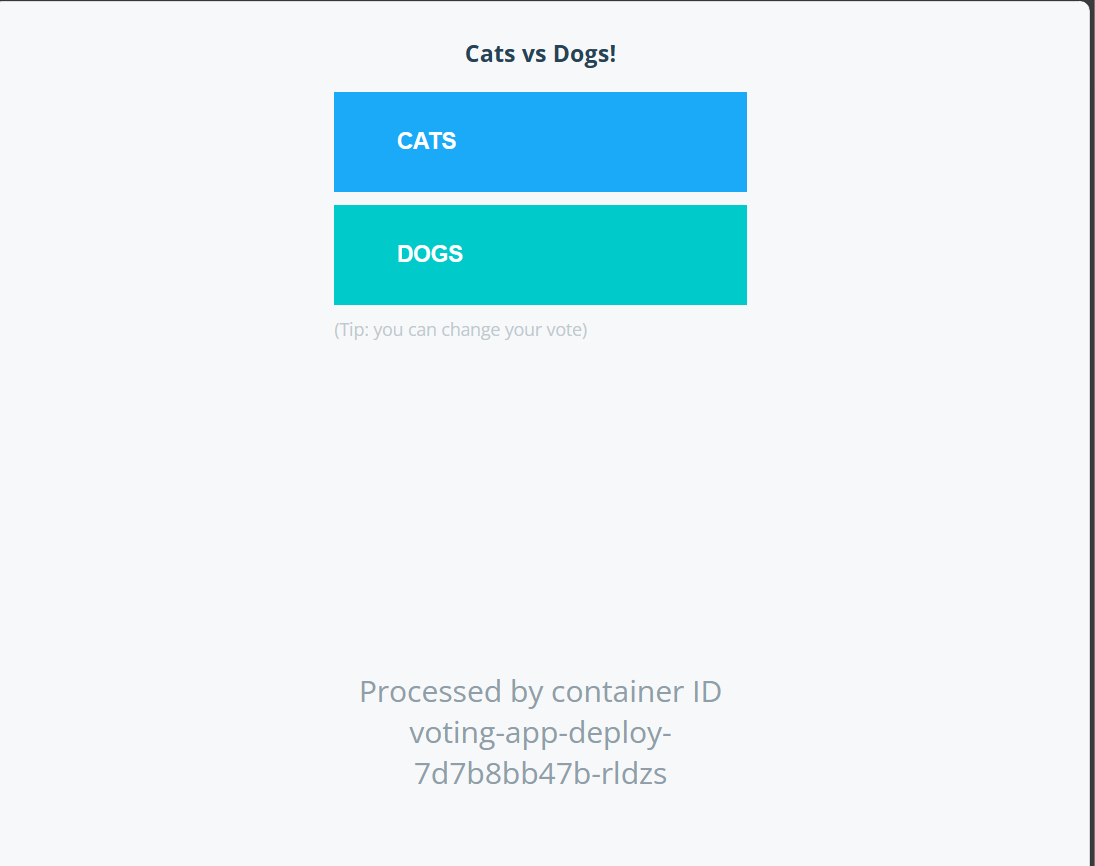 Cats vs Dogs!
CATS
DOGS
(Tip: you can change your vote)
Processed by container ID
voting-app-deploy-
7d7b8bb47b-rldzs